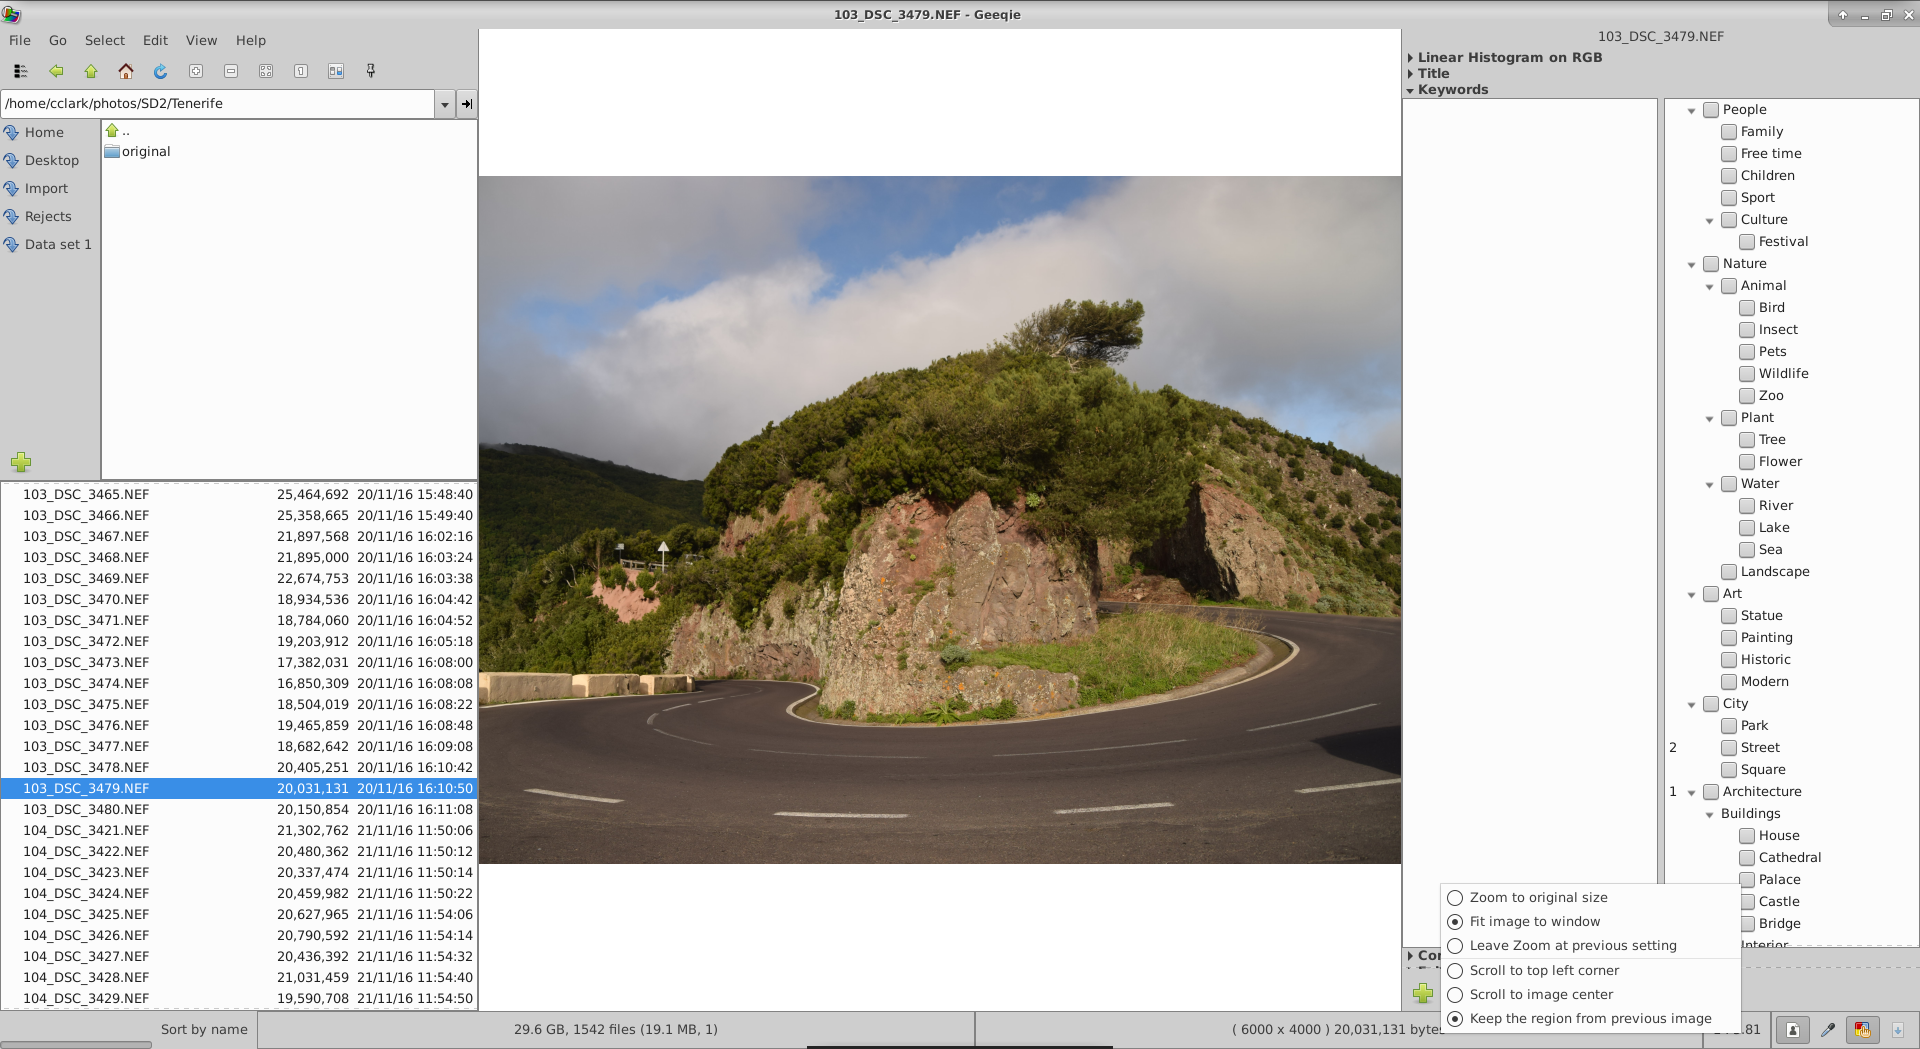 103_DSC_3479.NEF - Geeqie
File Go Select Edit View Help
/home/cclark/photos/SD2/Tenerife
Home
Desktop
Import
Rejects
Data set 1
..
original
103_DSC_3465.NEF 25,464,692 20/11/16 15:48:40
103_DSC_3466.NEF 25,358,665 20/11/16 15:49:40
103_DSC_3467.NEF 21,897,568 20/11/16 16:02:16
103_DSC_3468.NEF 21,895,000 20/11/16 16:03:24
103_DSC_3469.NEF 22,674,753 20/11/16 16:03:38
103_DSC_3470.NEF 18,934,536 20/11/16 16:04:42
103_DSC_3471.NEF 18,784,060 20/11/16 16:04:52
103_DSC_3472.NEF 19,203,912 20/11/16 16:05:18
103_DSC_3473.NEF 17,382,031 20/11/16 16:08:00
103_DSC_3474.NEF 16,850,309 20/11/16 16:08:08
103_DSC_3475.NEF 18,504,019 20/11/16 16:08:22
103_DSC_3476.NEF 19,465,859 20/11/16 16:08:48
103_DSC_3477.NEF 18,682,642 20/11/16 16:09:08
103_DSC_3478.NEF 20,405,251 20/11/16 16:10:42
103_DSC_3479.NEF 20,031,131 20/11/16 16:10:50
103_DSC_3480.NEF 20,150,854 20/11/16 16:11:08
104_DSC_3421.NEF 21,302,762 21/11/16 11:50:06
104_DSC_3422.NEF 20,480,362 21/11/16 11:50:12
104_DSC_3423.NEF 20,337,474 21/11/16 11:50:14
104_DSC_3424.NEF 20,459,982 21/11/16 11:50:22
104_DSC_3425.NEF 20,627,965 21/11/16 11:54:06
104_DSC_3426.NEF 20,790,592 21/11/16 11:54:14
104_DSC_3427.NEF 20,436,392 21/11/16 11:54:32
104_DSC_3428.NEF 21,031,459 21/11/16 11:54:40
104_DSC_3429.NEF 19,590,708 21/11/16 11:54:50
103_DSC_3479.NEF
Linear Histogram on RGB
Title
Keywords
People
Family
Free time
Children
Sport
Culture
Festival
Nature
Animal
Bird
Insect
Pets
Wildlife
Zoo
Plant
Tree
Flower
Water
River
Lake
Sea
Landscape
Art
Statue
Painting
Historic
Modern
City
Park
2 Street
Square
1 Architecture
Buildings
House
Cathedral
Palace
Castle
Bridge
Interior
Zoom to original size
Fit image to window
Leave Zoom at previous setting
Scroll to top left corner
Scroll to image center
Keep the region from previous image
Sort by name
29.6 GB, 1542 files (19.1 MB, 1)
( 6000 x 4000 ) 20,031,131 bytes